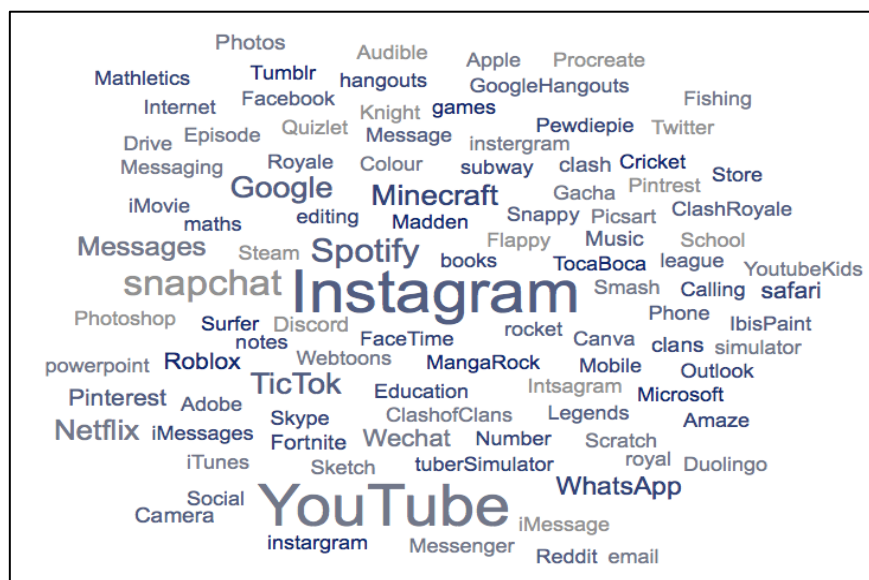 Photos Audible Apple Procreate
Mathletics Tumblr hangouts GoogleHangouts
Internet Facebook Knight games Fishing
Drive Episode Quizlet Message instergram Pewdiepie Twitter
Messaging Royale Colour subway clash Cricket Store
iMovie Google Minecraft Gacha Pintrest
maths editing Madden Snappy Picsart ClashRoyale
Messages Steam Spotify Flappy Music School
books TocaBoca league YoutubeKids
snapchat Instagram Smash Calling safari
Photoshop Surfer Discord rocket Phone IbisPaint
notes FaceTime Canva clans simulator
powerpoint Roblox Webtoons MangaRock Mobile Outlook
Pinterest TicTok Education Intsagram Microsoft
Adobe Skype ClashofClans Legends Amaze
Netflix iMessages Fortnite Wechat Number Scratch
iTunes Sketch tuberSimulator royal Duolingo
Social YouTube WhatsApp
Camera iMessage
instargram Messenger Reddit email